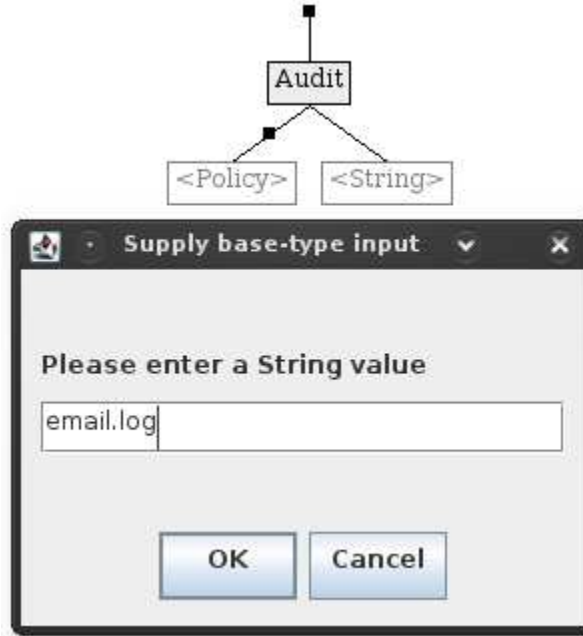 Audit
<Policy> <String>
Supply base-type input
Please enter a String value
email.log
OK Cancel